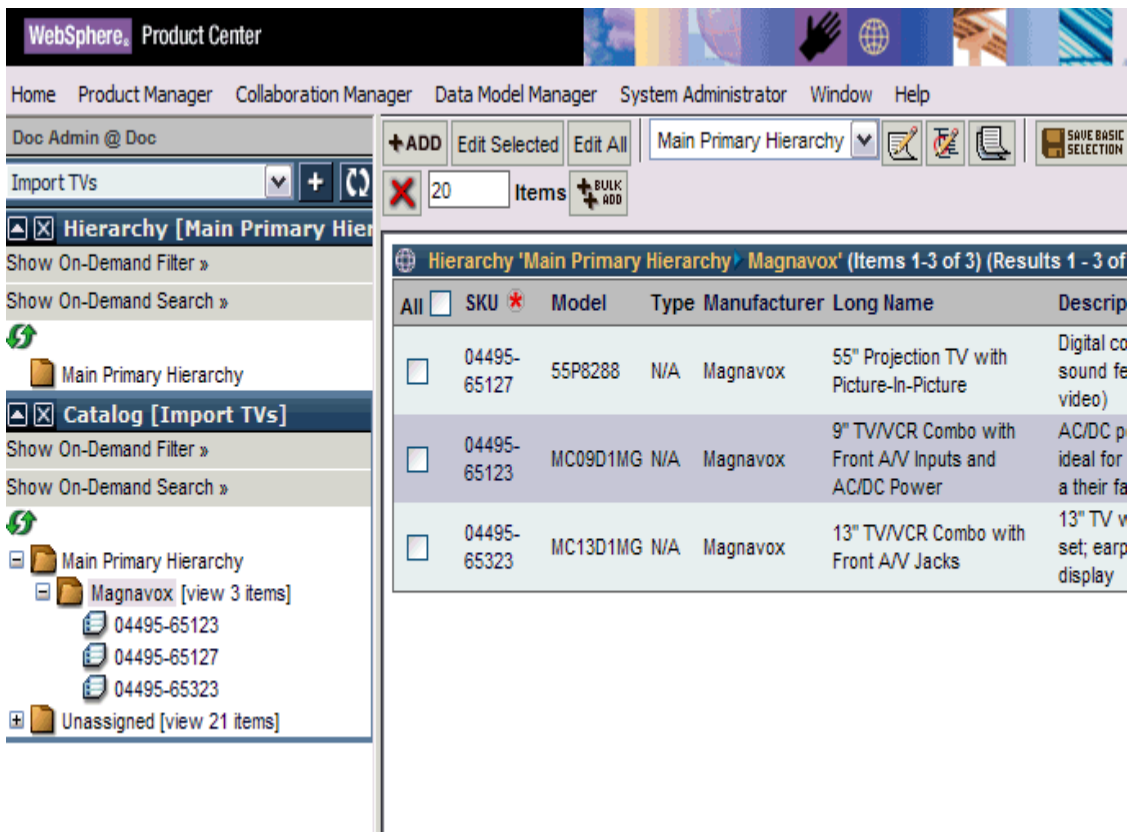 WebSphere® Product Center
Home Product Manager Collaboration Manager Data Model Manager System Administrator Window Help
Doc Admin @ Doc
Import TVs
Hierarchy [Main Primary Hier
Show On-Demand Filter »
Show On-Demand Search »
Main Primary Hierarchy
Catalog [Import TVs]
Show On-Demand Filter »
Show On-Demand Search »
Main Primary Hierarchy
Magnavox [view 3 items]
04495-65123
04495-65127
04495-65323
Unassigned [view 21 items]
+ADD Edit Selected Edit All Main Primary Hierarchy SAVE BASIC
SELECTION
20 Items BULK
ADD
Hierarchy 'Main Primary Hierarchy Magnavox' (Items 1-3 of 3) (Results 1 - 3 of
All SKU Model Type Manufacturer Long Name Descrip
04495-
65127
55P8288 N/A Magnavox
55" Projection TV with
Picture-In-Picture
Digital co
sound fe
video)
04495-
65123
MC09D1MG N/A Magnavox
9" TV/VCR Combo with
Front A/V Inputs and
AC/DC Power
AC/DC p
ideal for
a their fa
04495-
65323
MC13D1MG N/A Magnavox
13" TV/VCR Combo with
Front A/V Jacks
13" TV w
set; earp
display